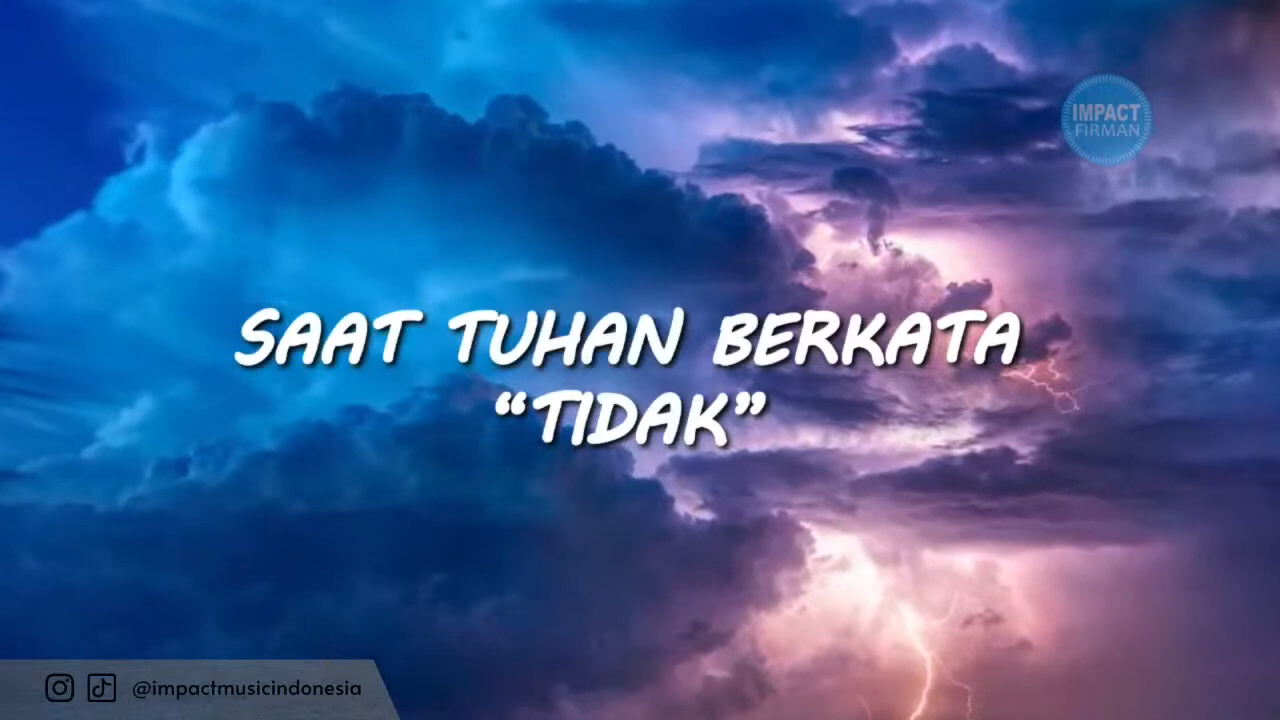 IMPACT
FIRMAN
SAAT TUHAN BERKATA
“TIDAK”
@impactmusicindonesia